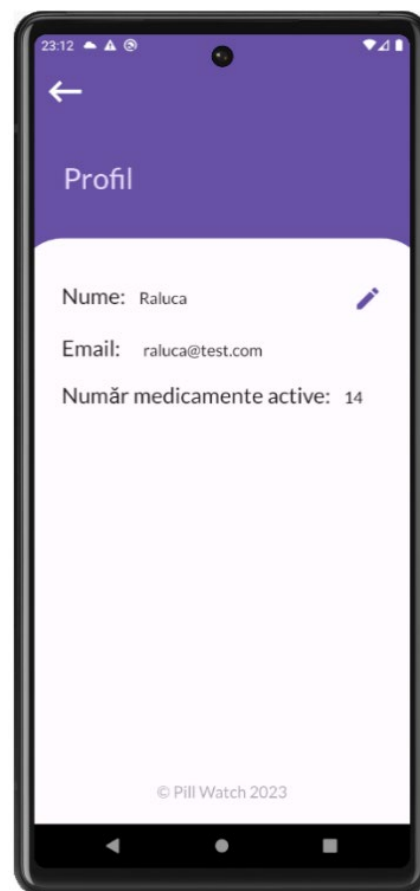 23:12
Profil
Nume: Raluca
Email: raluca@test.com
Număr medicamente active: 14
© Pill Watch 2023